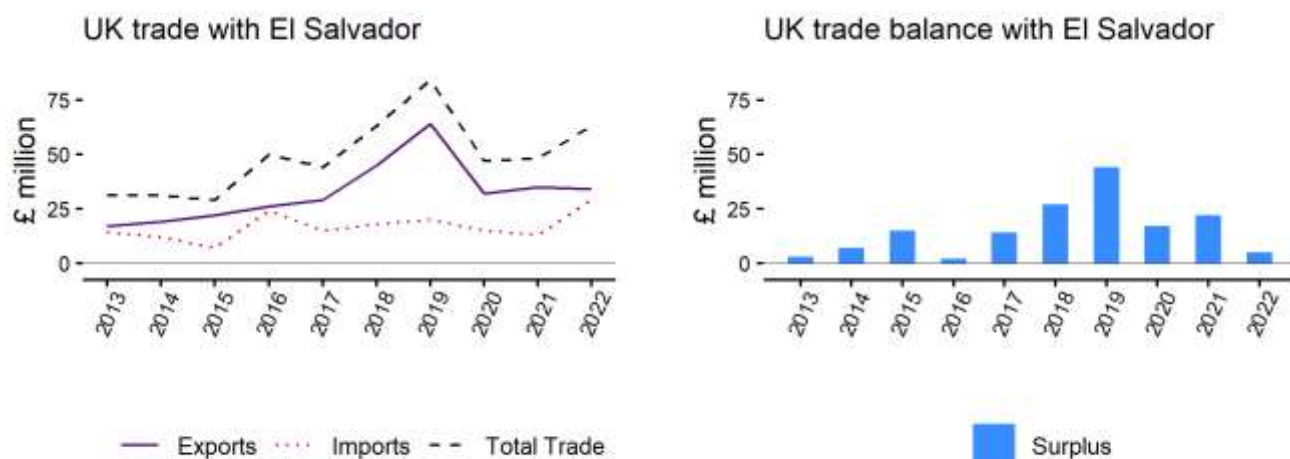 UK trade with El Salvador
£ million
75
50
25
0
2013 2014 2015 2016 2017 2018 2019 2020 2021 2022
Exports Imports Total Trade
UK trade balance with El Salvador
£ million
75
50
25
0
2013 2014 2015 2016 2017 2018 2019 2020 2021 2022
Surplus